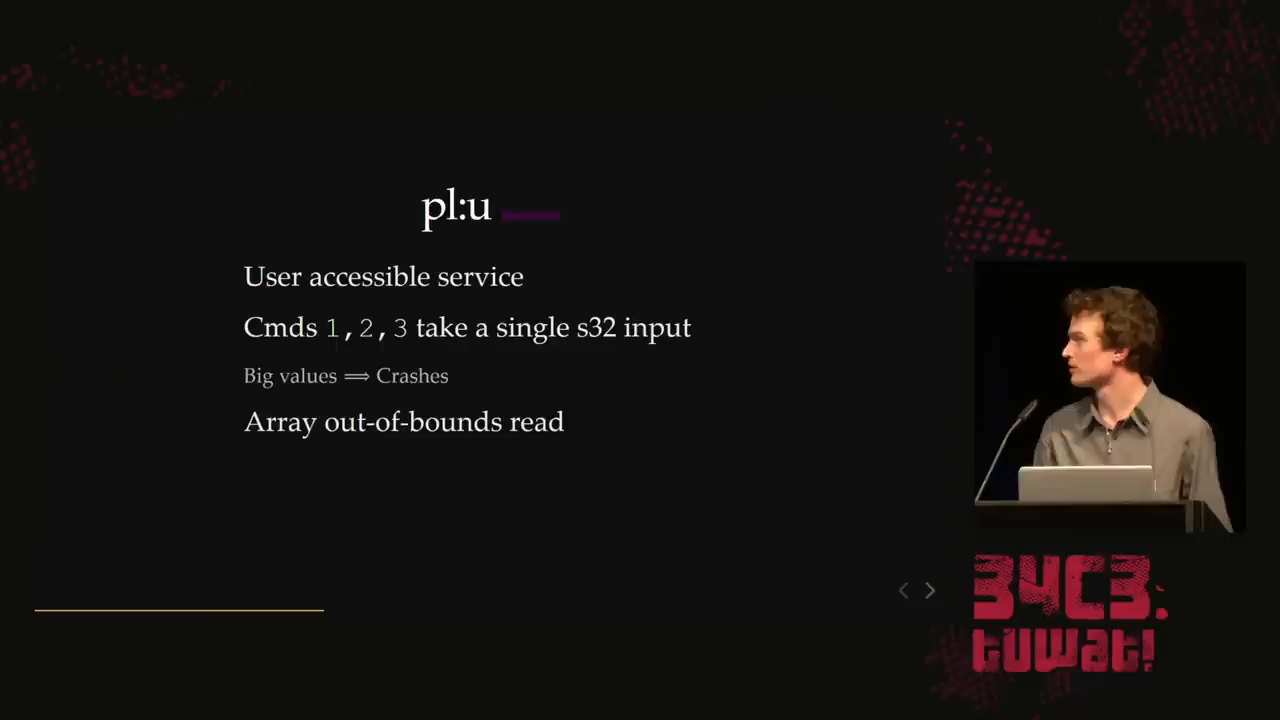 pl:u
User accessible service
Cmds 1, 2, 3 take a single s32 input
Big values ⟹ Crashes
Array out-of-bounds read
34C3.
tuwat!